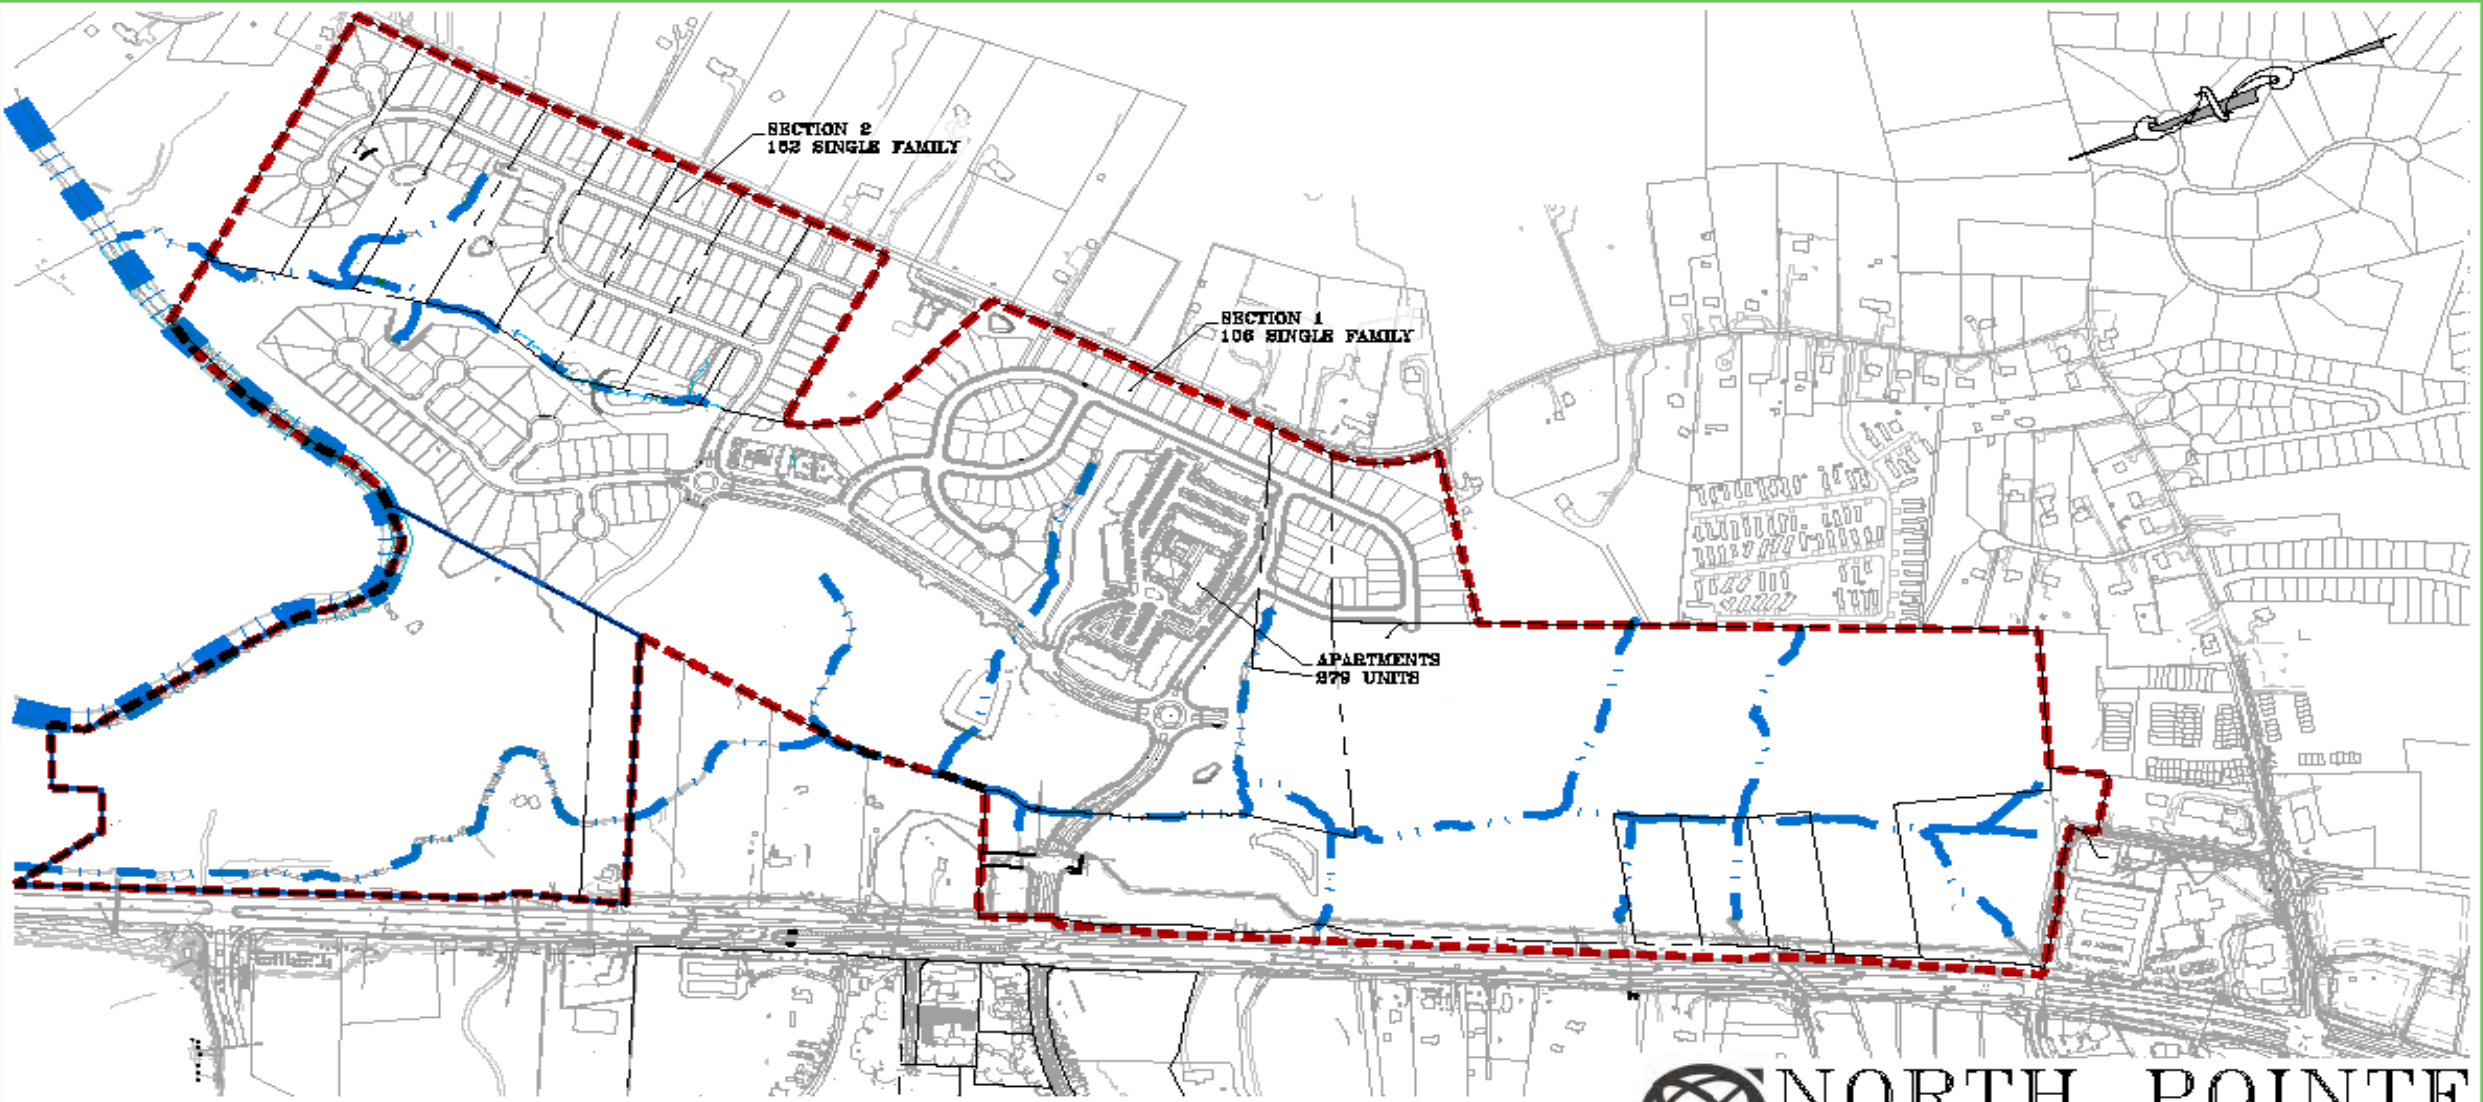 SECTION 2
152 SINGLE FAMILY
SECTION 1
106 SINGLE FAMILY
APARTMENTS
279 UNITS
NORTH POINTE